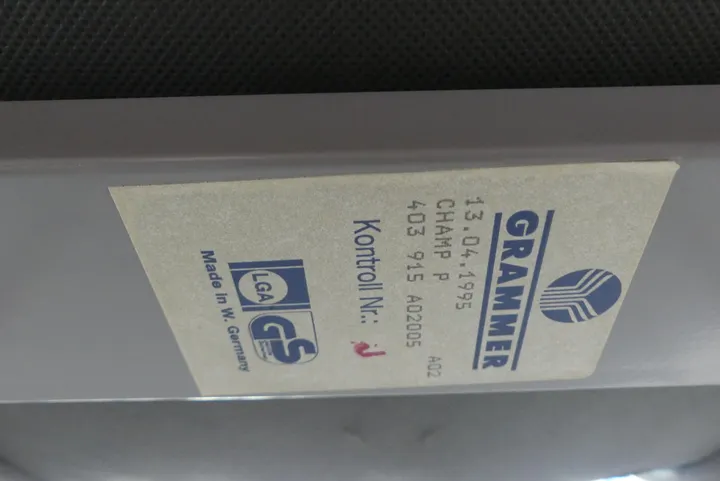 GRAMMER
13.04.1995
CHAMP P
403 915 A02005 A02
Kontroll Nr.:
LGA
GS
Made in W. Germany